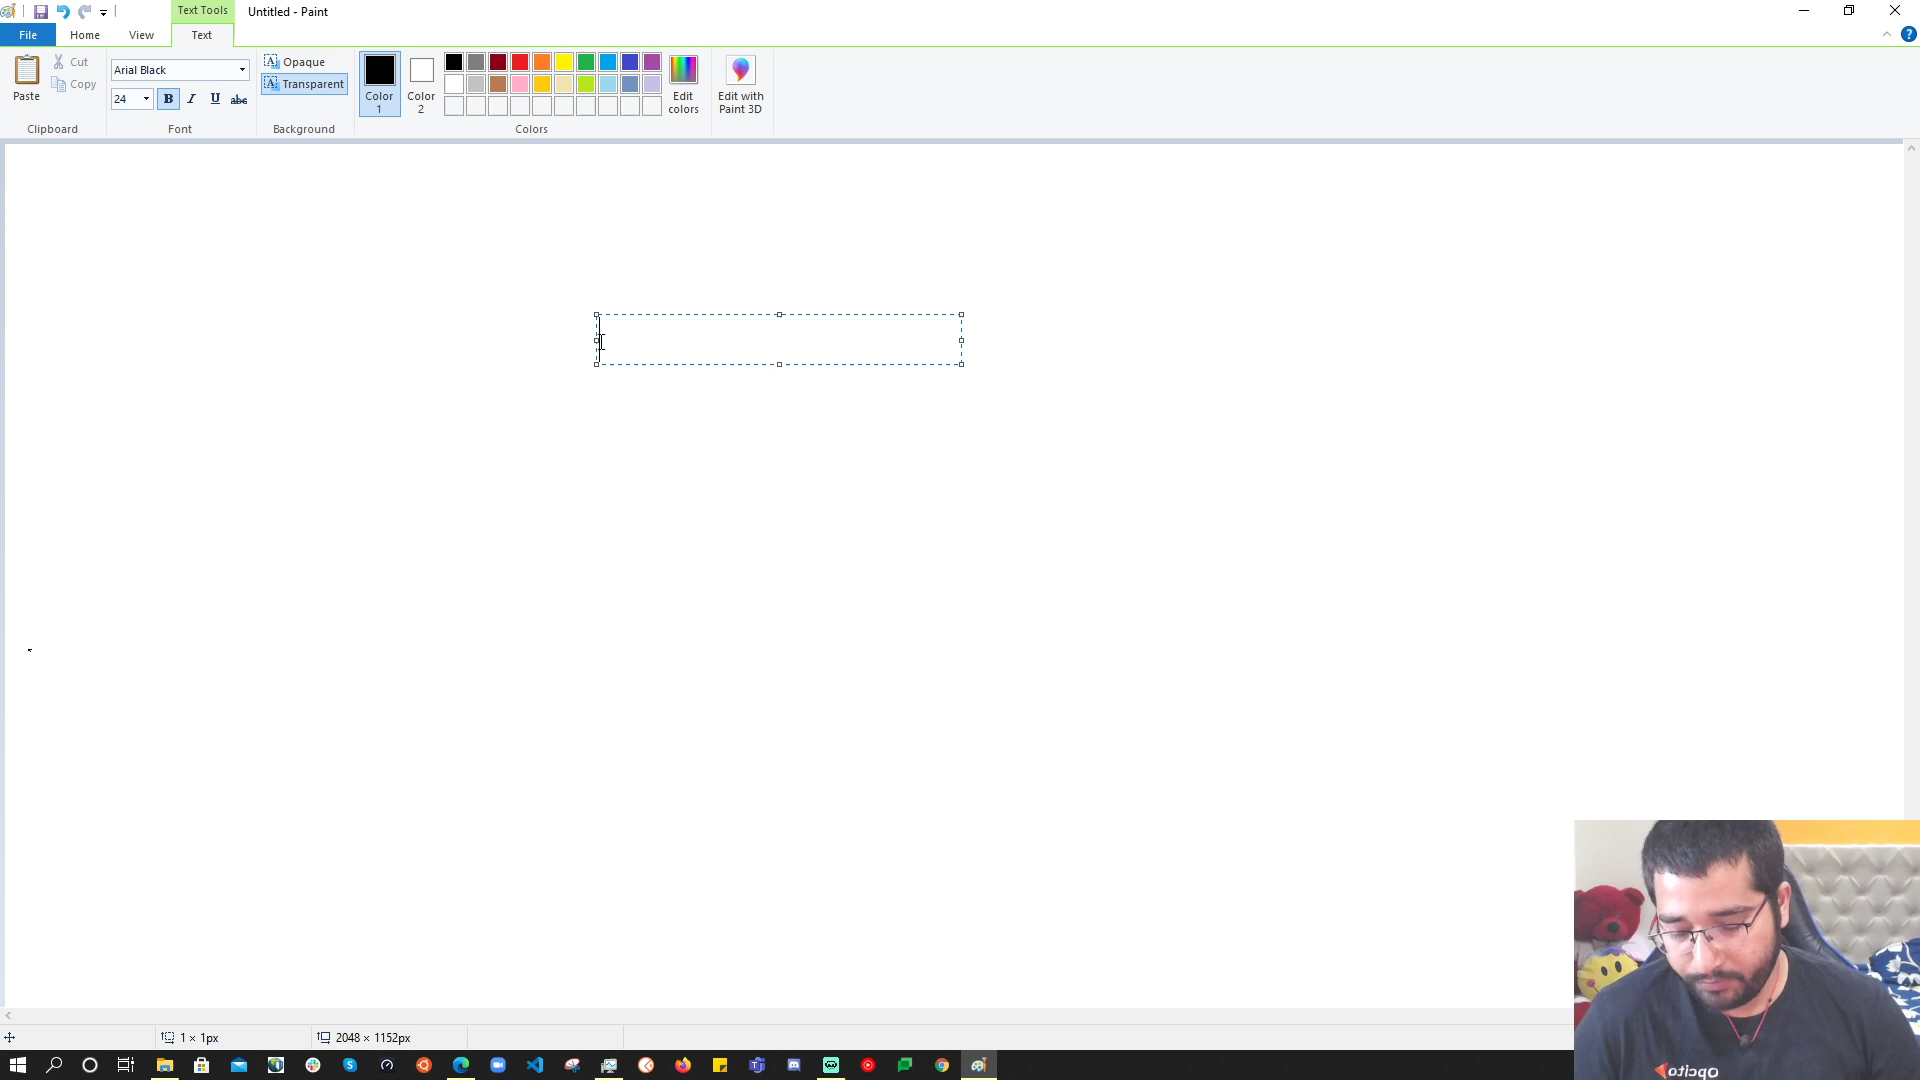 Text Tools
Untitled - Paint
File
Home
View
Text
Paste
Cut
Copy
Clipboard
Arial Black
24
B
I
U
abc
Font
Opaque
Transparent
Background
Color
1
Color
2
Edit
colors
Colors
Edit with
Paint 3D
1 × 1px
2048 × 1152px